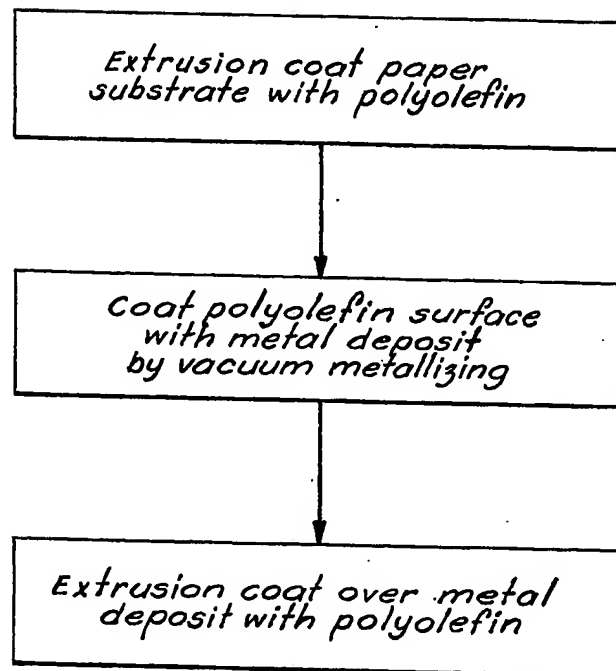 Extrusion coat paper
substrate with polyolefin
Coat polyolefin surface
with metal deposit
by vacuum metallizing
Extrusion coat over metal
deposit with polyolefin